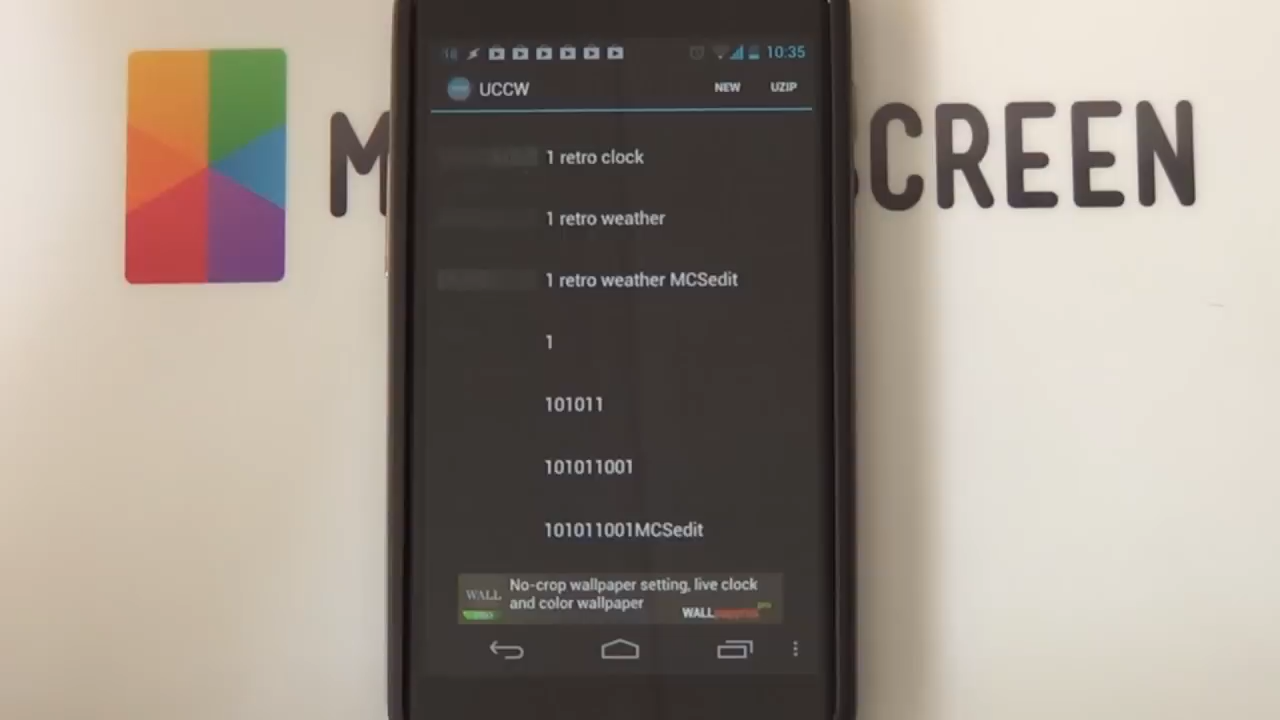 10:35
UCCW
NEW
UZIP
M
CREEN
1 retro clock
1 retro weather
1 retro weather MCSedit
1
101011
101011001
101011001MCSedit
WALL
No-crop wallpaper setting, live clock
and color wallpaper
WALL